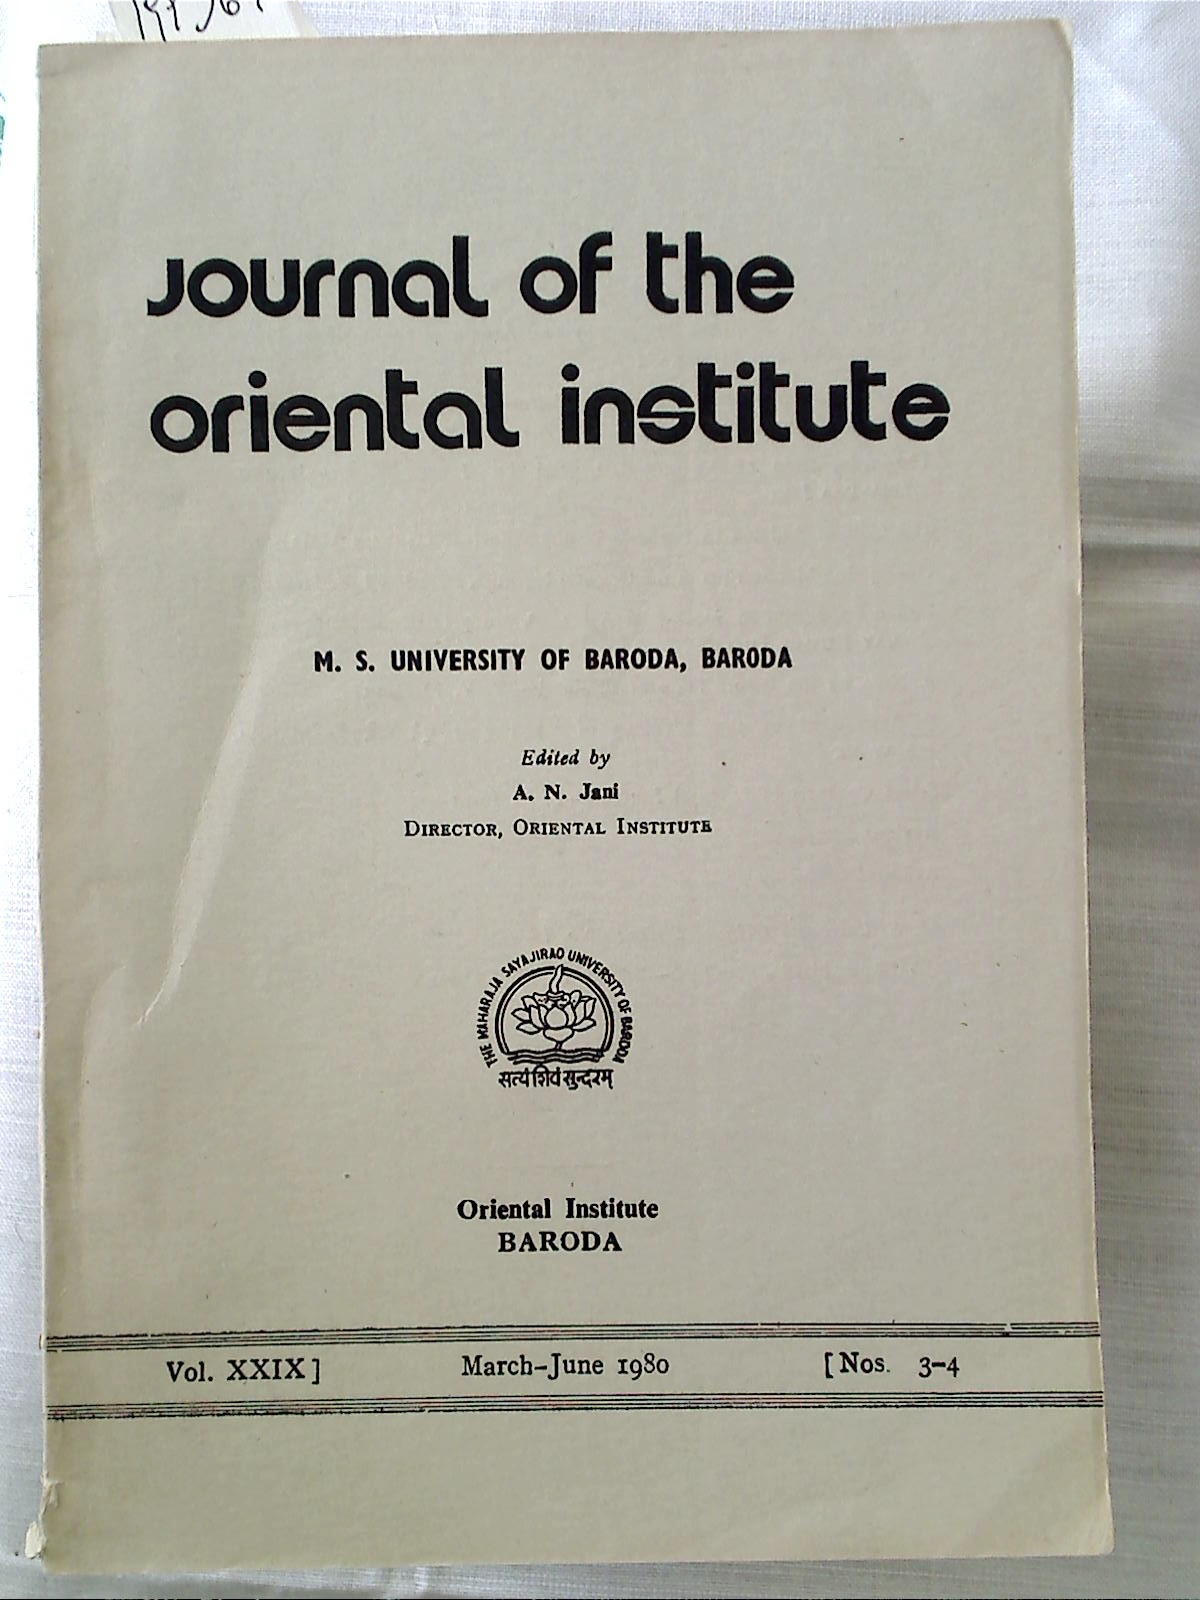 Journal of the
oriental institute
M. S. UNIVERSITY OF BARODA, BARODA
Edited by
A. N. Jani
DIRECTOR, ORIENTAL INSTITUTE
THE MAHARAJA SAYAJIRAO UNIVERSITY OF BARODA
सत्यं शिवं सुन्दरम्
Oriental Institute
BARODA
Vol. XXIX] March-June 1980 [Nos. 3-4